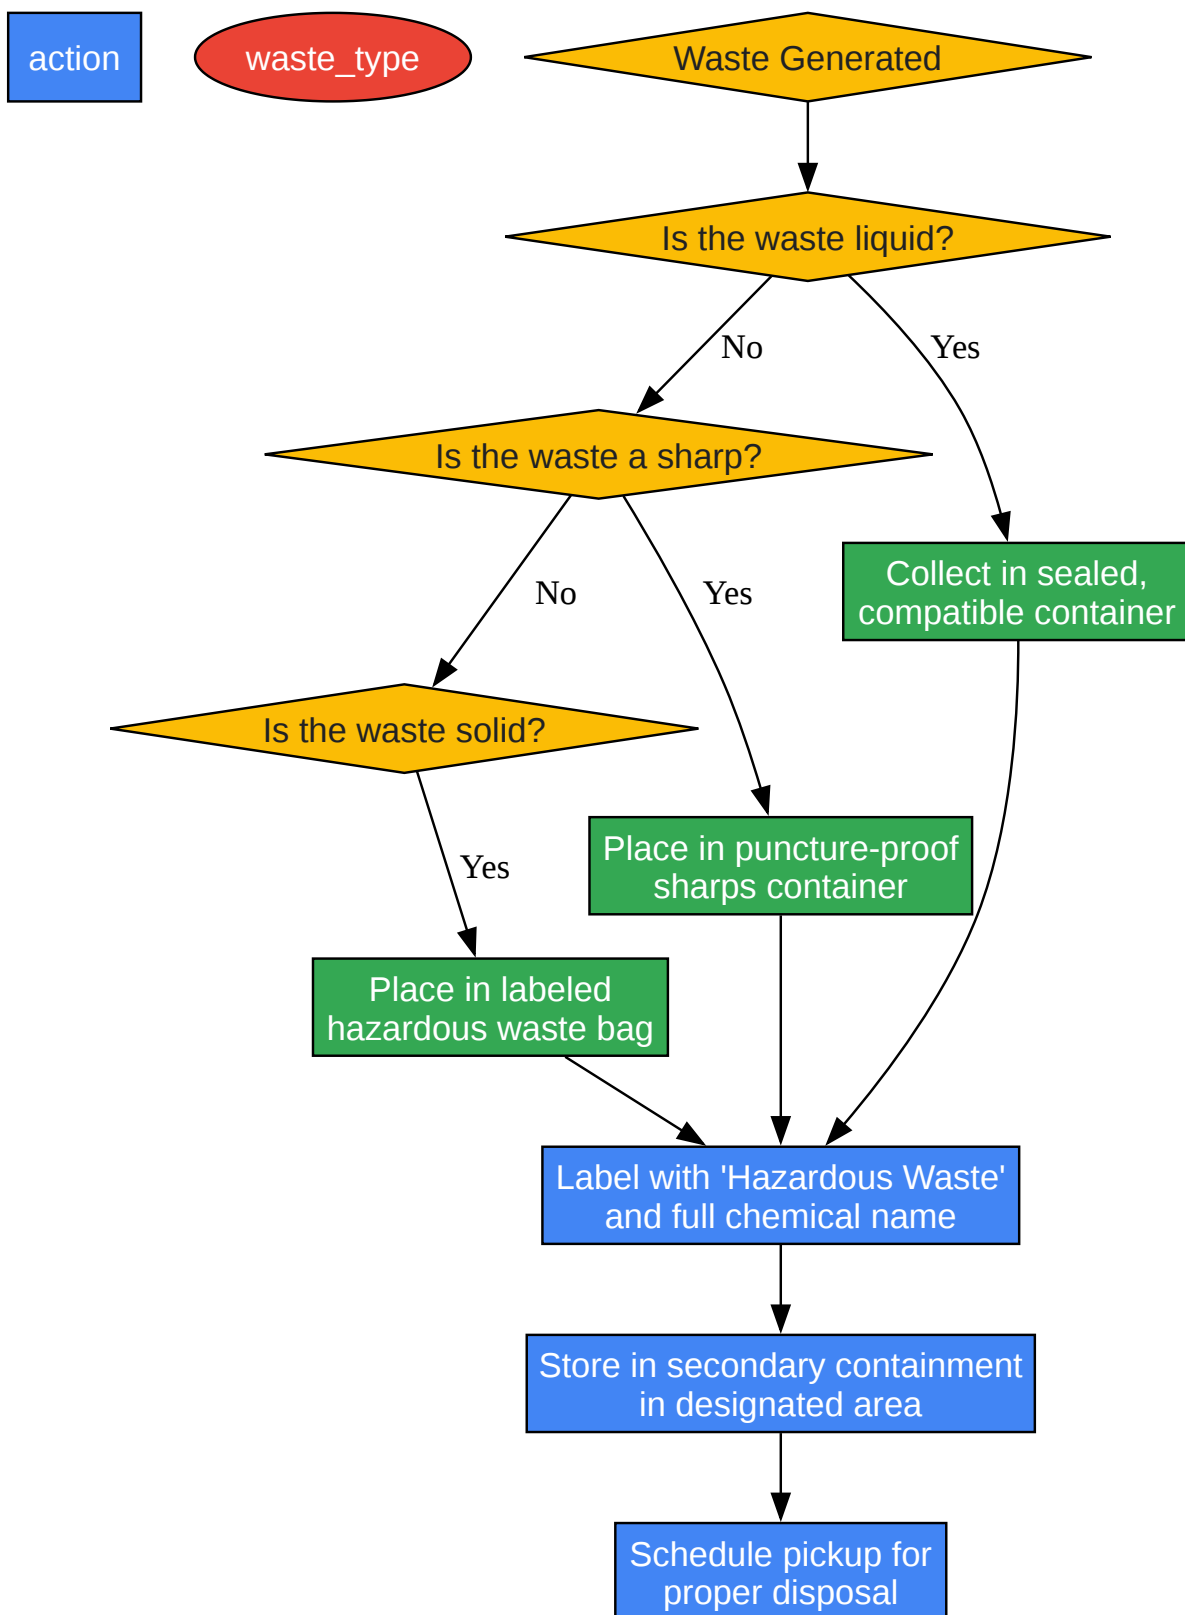 action
waste_type
Waste Generated
Is the waste liquid?
No
Yes
Is the waste a sharp?
Collect in sealed,
compatible container
No
Yes
Is the waste solid?
Place in puncture-proof
sharps container
Yes
Place in labeled
hazardous waste bag
Label with 'Hazardous Waste'
and full chemical name
Store in secondary containment
in designated area
Schedule pickup for
proper disposal